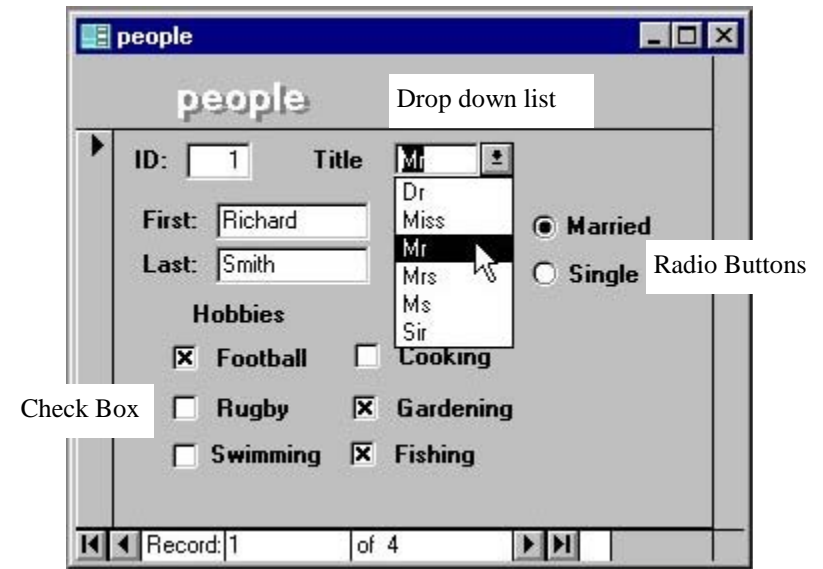 people
people
Drop down list
ID: 1 Title Mr
Dr
First: Richard Miss
Married
Mr
Last: Smith Mrs
Single Radio Buttons
Ms
Hobbies
Sir
Football Cooking
Check Box Rugby Gardening
Swimming Fishing
Record: 1 of 4